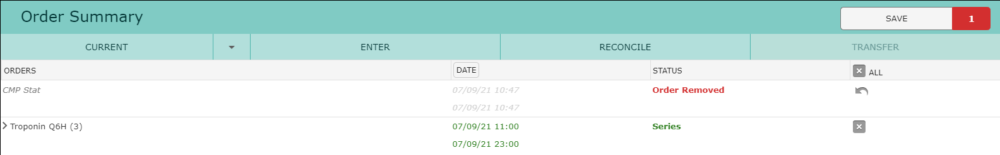 Order Summary
SAVE 1
CURRENT ENTER RECONCILE TRANSFER
ORDERS DATE STATUS ALL
CMP Stat 07/09/21 10:47 Order Removed
07/09/21 10:47
Troponin Q6H (3) 07/09/21 11:00 Series
07/09/21 23:00